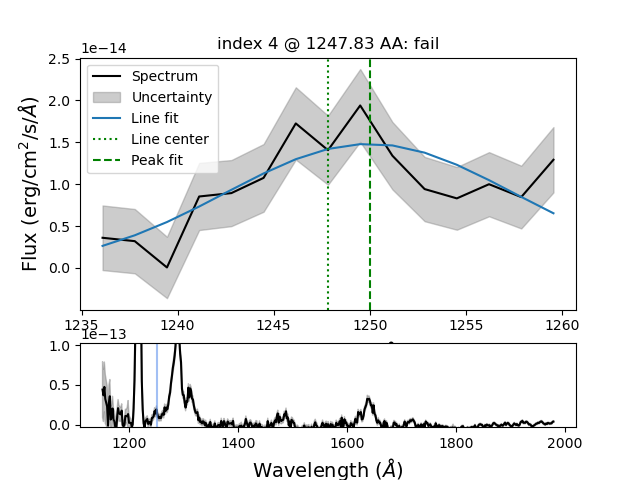 index 4 @ 1247.83 AA: fail
1e−14
Flux (erg/cm²/s/Å)
2.5
2.0
1.5
1.0
0.5
0.0
Spectrum
Uncertainty
Line fit
Line center
Peak fit
1235 1240 1245 1250 1255 1260
1e−13
1.0
0.5
0.0
1200 1400 1600 1800 2000
Wavelength (Å)